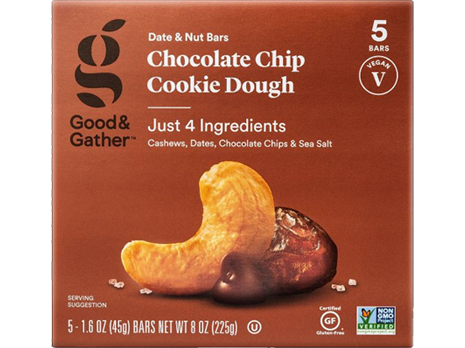 Date & Nut Bars
Chocolate Chip
Cookie Dough
5
BARS
VEGAN
V
g
Good&
Gather™
Just 4 Ingredients
Cashews, Dates, Chocolate Chips & Sea Salt
SERVING
SUGGESTION
5 - 1.6 OZ (45g) BARS NET WT 8 OZ (225g)
U
Certified
GF
Gluten-Free
NON
GMO
Project
VERIFIED
nongmoproject.org